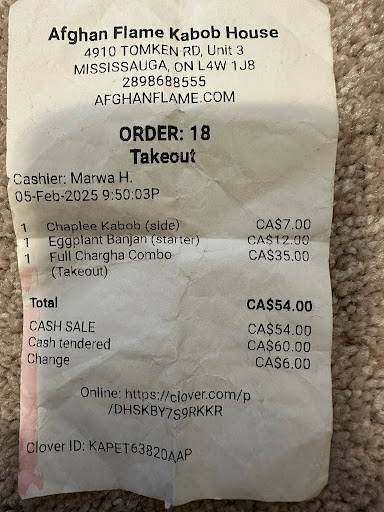 Afghan Flame Kabob House
4910 TOMKEN RD, Unit 3
MISSISSAUGA, ON L4W 1J8
2898688555
AFGHANFLAME.COM
ORDER: 18
Takeout
Cashier: Marwa H.
05-Feb-2025 9:50:03P
1 Chaplee Kabob (side) CA$7.00
1 Eggplant Banjan (starter) CA$12.00
1 Full Chargha Combo CA$35.00
(Takeout)
Total CA$54.00
CASH SALE CA$54.00
Cash tendered CA$60.00
Change CA$6.00
Online: https://clover.com/p
/DHSKBY7S9RKKR
Clover ID: KAPET63820AAP